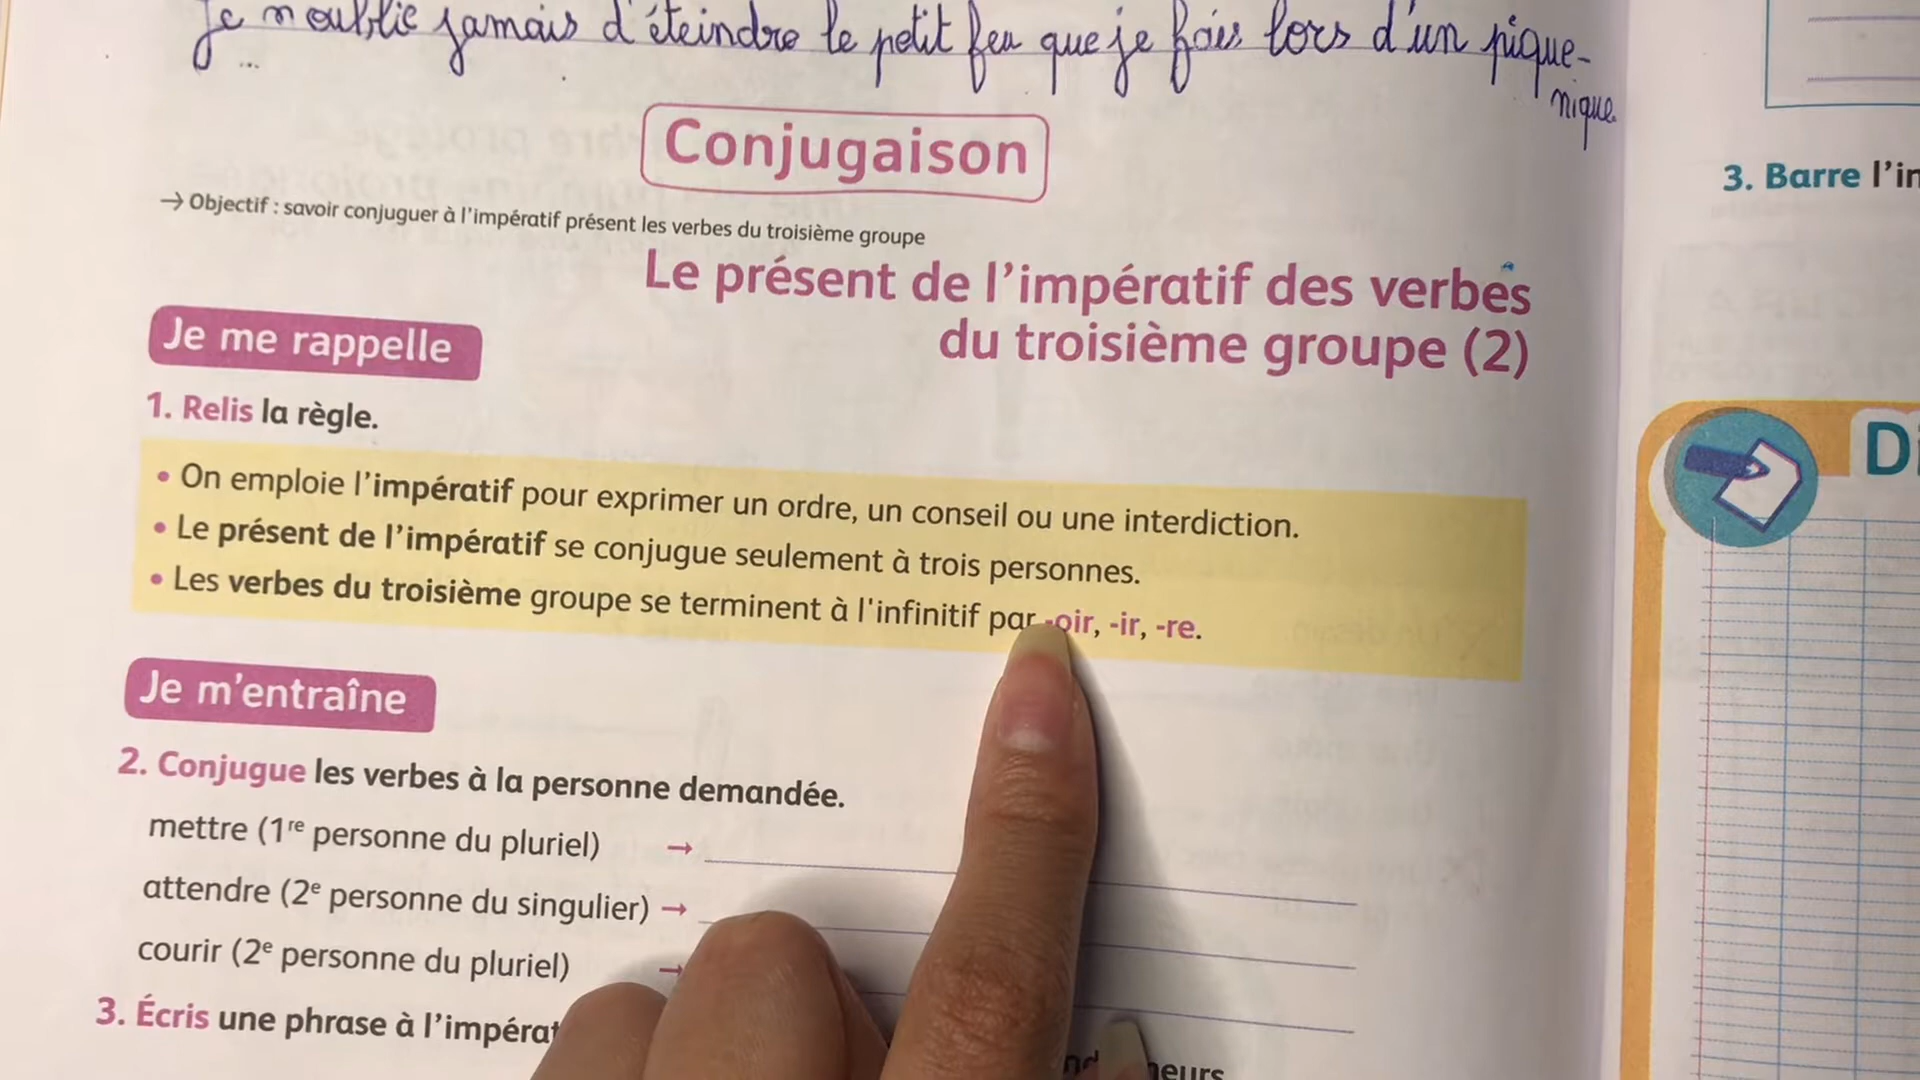 Je n'oublie jamais d'éteindre le petit feu que je fais lors d'un pique-
nique.
...
Conjugaison
→ Objectif : savoir conjuguer à l'impératif présent les verbes du troisième groupe
Le présent de l'impératif des verbes
du troisième groupe (2)
Je me rappelle
1. Relis la règle.
• On emploie l'impératif pour exprimer un ordre, un conseil ou une interdiction.
• Le présent de l'impératif se conjugue seulement à trois personnes.
• Les verbes du troisième groupe se terminent à l'infinitif par -oir, -ir, -re.
Je m'entraîne
2. Conjugue les verbes à la personne demandée.
mettre (1re personne du pluriel) →
attendre (2e personne du singulier) →
courir (2e personne du pluriel) →
3. Écris une phrase à
3. Barre